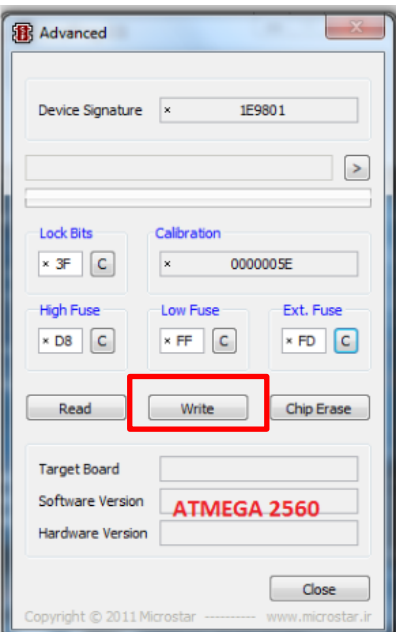 Advanced
Device Signature × 1E9801
>
Lock Bits Calibration
× 3F C × 0000005E
High Fuse Low Fuse Ext. Fuse
× D8 C × FF C × FD C
Read Write Chip Erase
Target Board
Software Version ATMEGA 2560
Hardware Version
Close
Copyright © 2011 Microstar ---------- www.microstar.ir